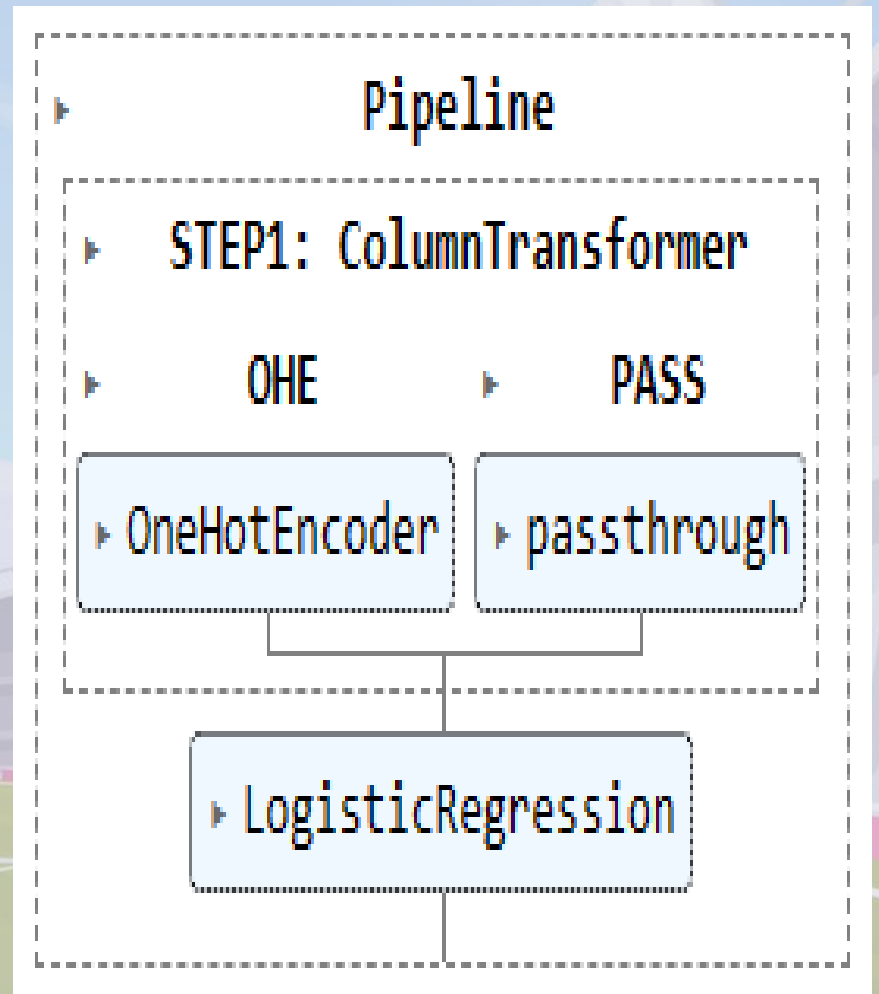 Pipeline
STEP1: ColumnTransformer
OHE PASS
OneHotEncoder passthrough
LogisticRegression